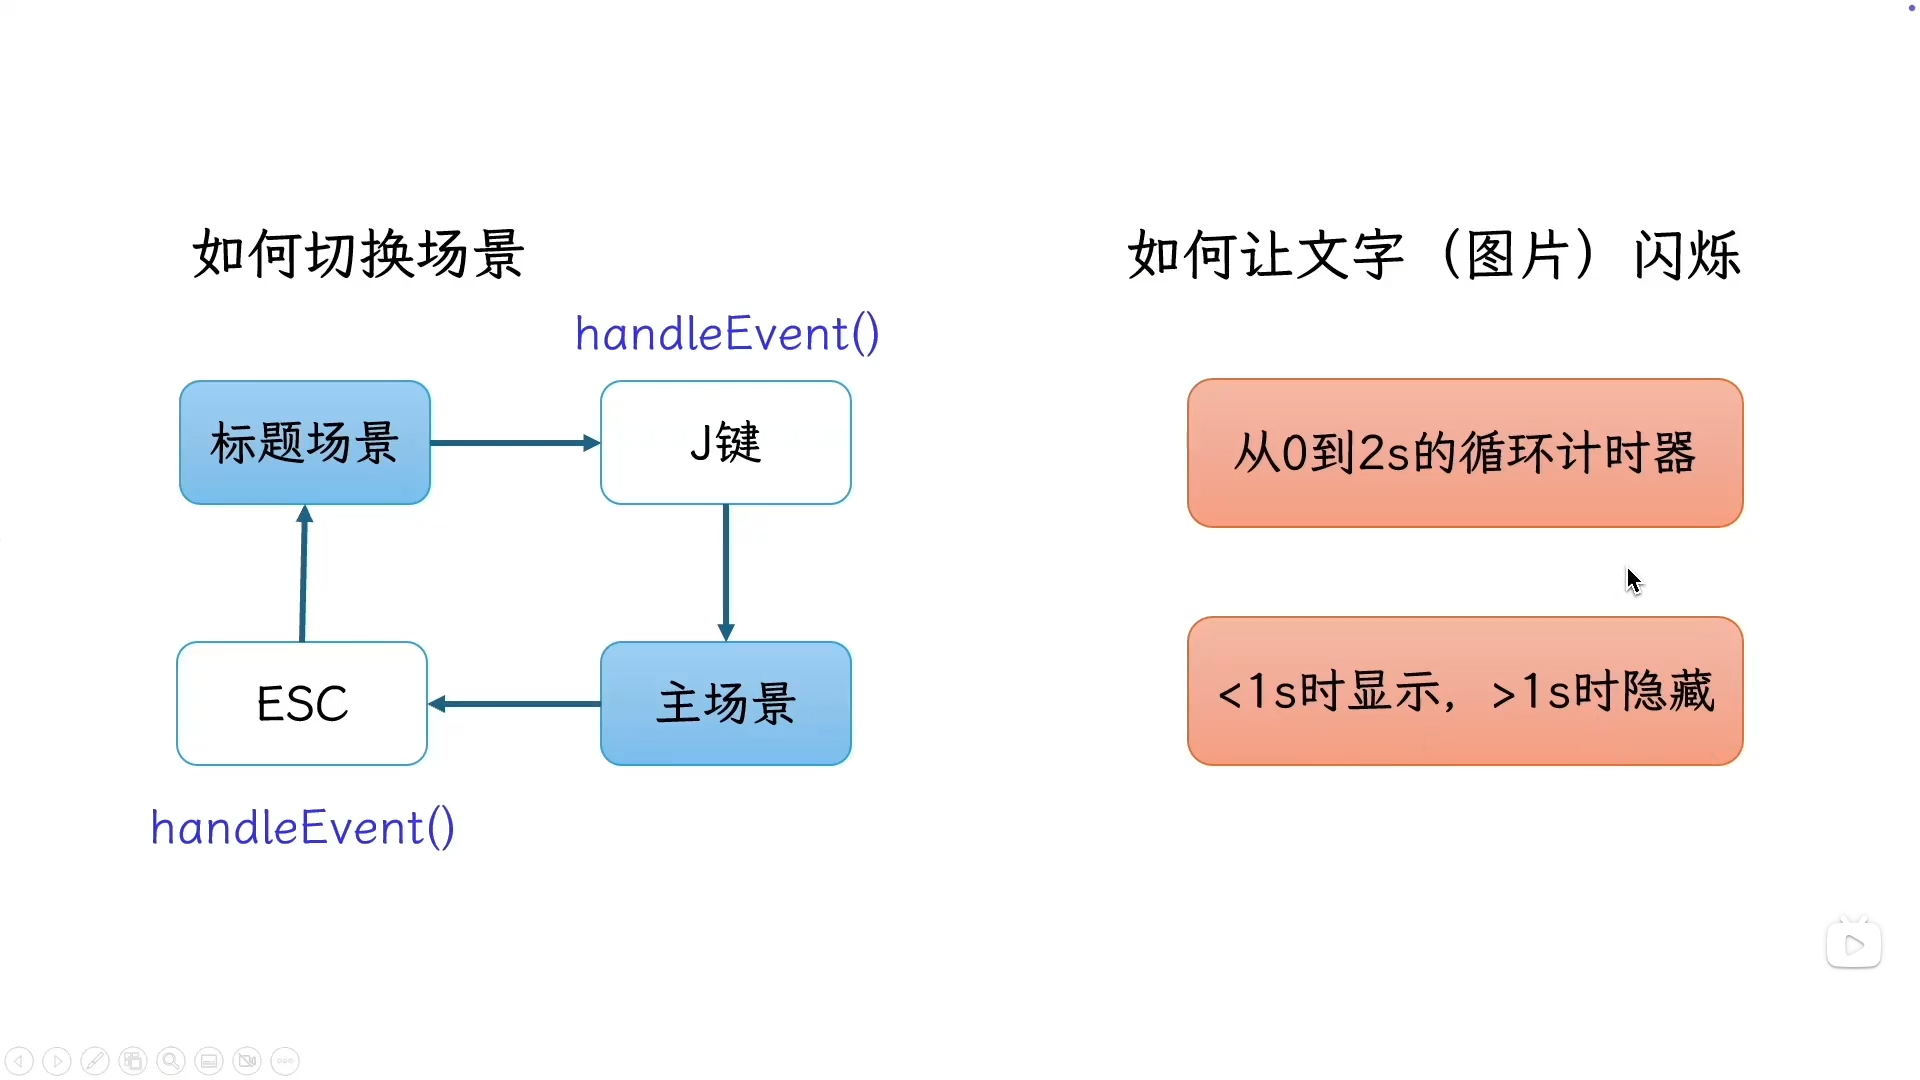 如何切换场景
handleEvent()
标题场景
J键
ESC
主场景
handleEvent()
如何让文字（图片）闪烁
从0到2s的循环计时器
<1s时显示，>1s时隐藏